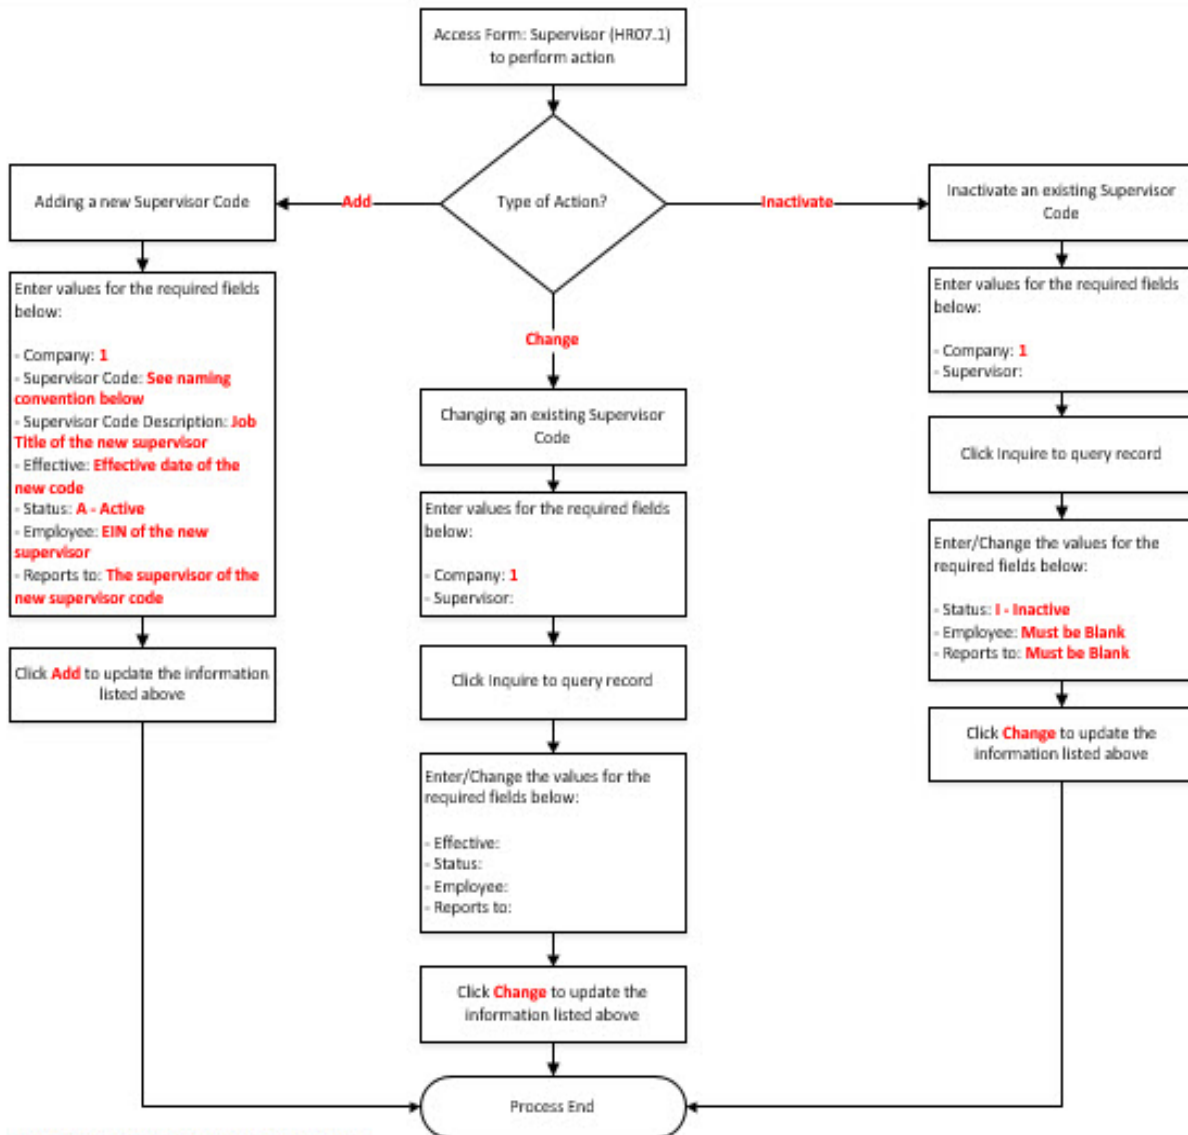 Access Form: Supervisor (HR07.1)
to perform action
Type of Action?
Add
Inactivate
Change
Adding a new Supervisor Code
Enter values for the required fields
below:
- Company: 1
- Supervisor Code: See naming
convention below
- Supervisor Code Description: Job
Title of the new supervisor
- Effective: Effective date of the
new code
- Status: A - Active
- Employee: EIN of the new
supervisor
- Reports to: The supervisor of the
new supervisor code
Click Add to update the information
listed above
Changing an existing Supervisor
Code
Enter values for the required fields
below:
- Company: 1
- Supervisor:
Click Inquire to query record
Enter/Change the values for the
required fields below:
- Effective:
- Status:
- Employee:
- Reports to:
Click Change to update the
information listed above
Inactivate an existing Supervisor
Code
Enter values for the required fields
below:
- Company: 1
- Supervisor:
Click Inquire to query record
Enter/Change the values for the
required fields below:
- Status: I - Inactive
- Employee: Must be Blank
- Reports to: Must be Blank
Click Change to update the
information listed above
Process End